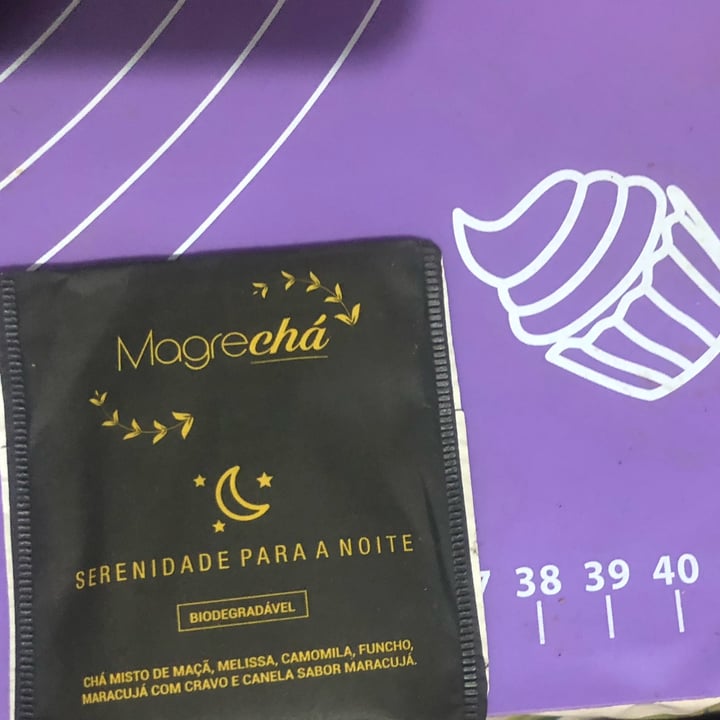 Magrechá
SERENIDADE PARA A NOITE
BIODEGRADÁVEL
CHÁ MISTO DE MAÇÃ, MELISSA, CAMOMILA, FUNCHO,
MARACUJÁ COM CRAVO E CANELA SABOR MARACUJÁ.
38 39 40